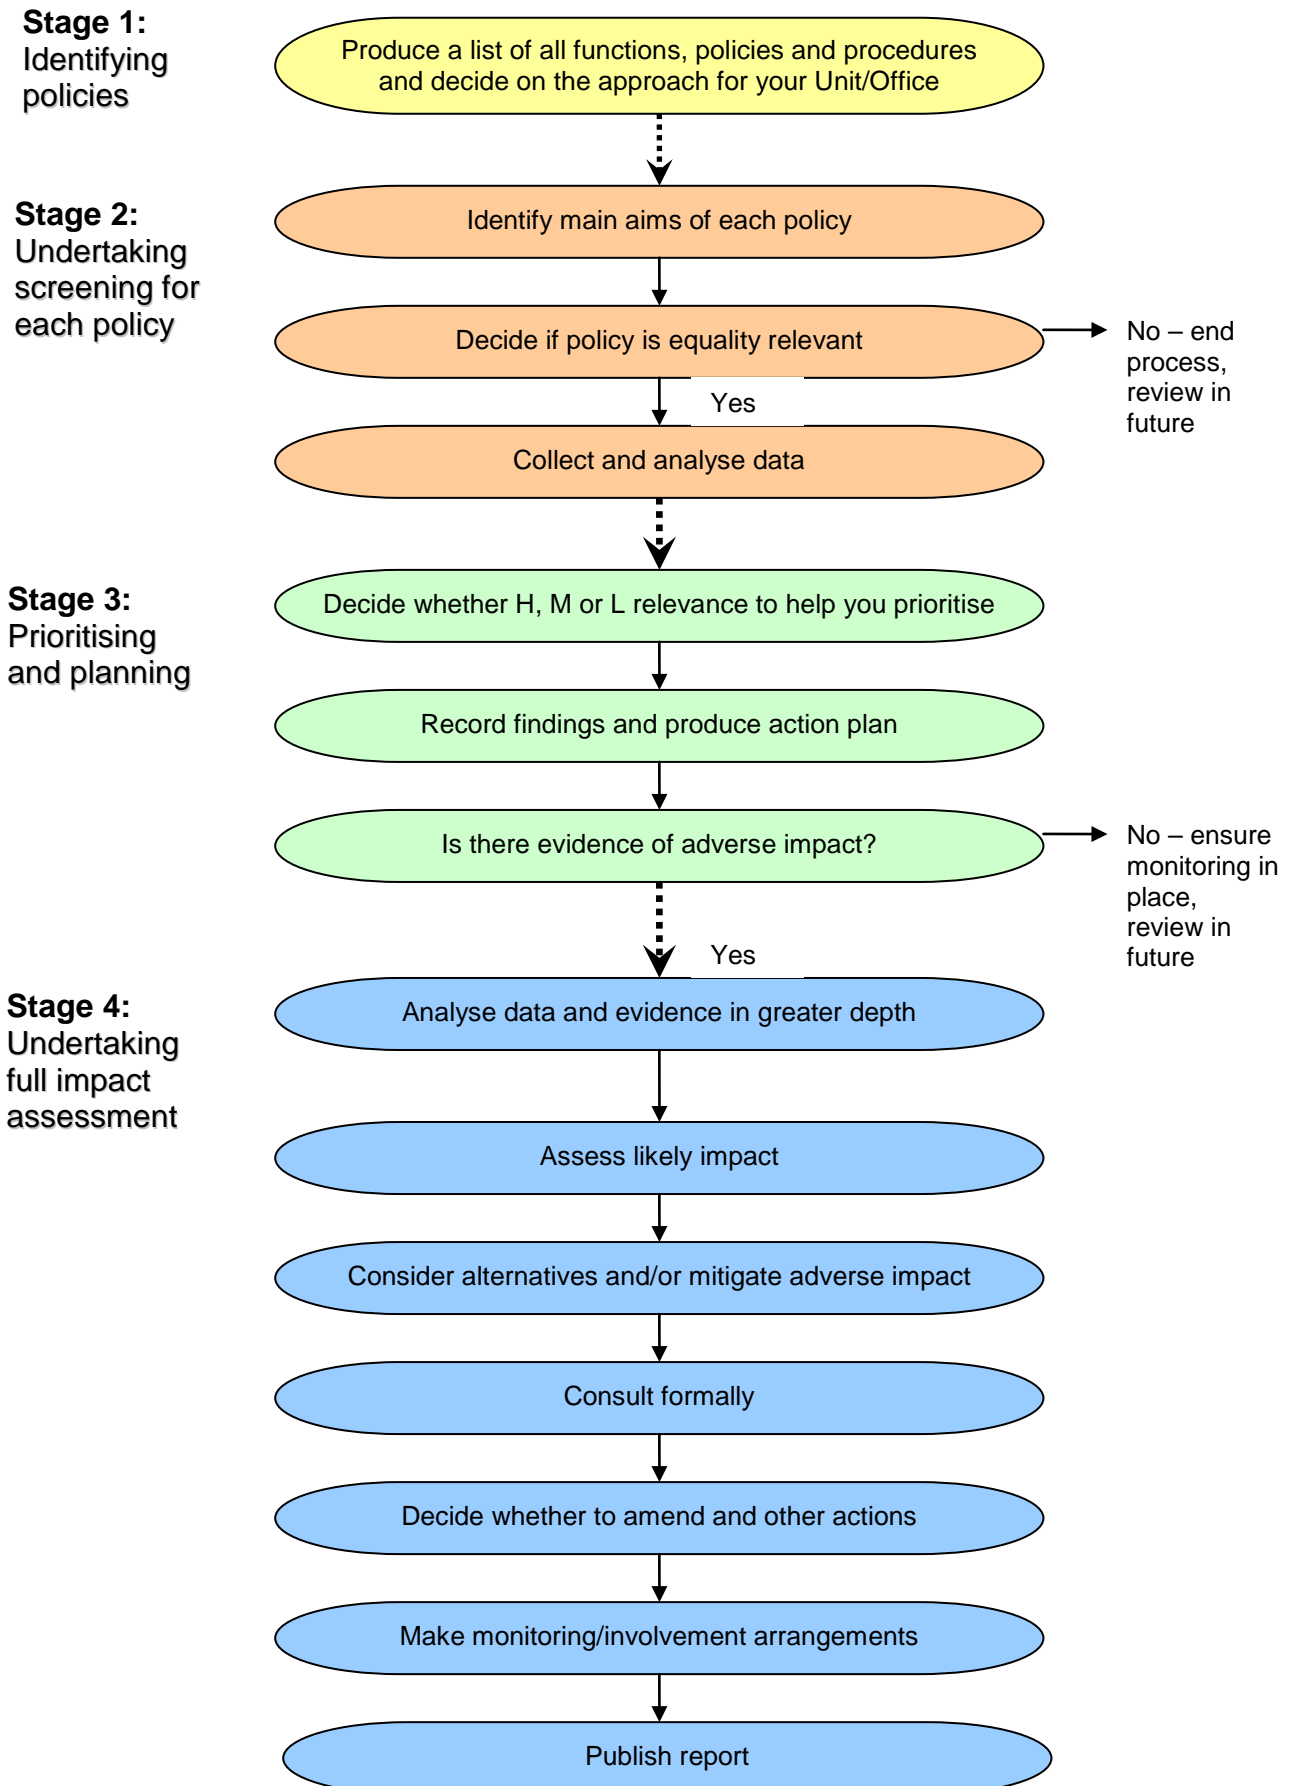 Stage 1:
Identifying
policies
Produce a list of all functions, policies and procedures
and decide on the approach for your Unit/Office
Stage 2:
Undertaking
screening for
each policy
Identify main aims of each policy
Decide if policy is equality relevant
No – end
process,
review in
future
Yes
Collect and analyse data
Stage 3:
Prioritising
and planning
Decide whether H, M or L relevance to help you prioritise
Record findings and produce action plan
Is there evidence of adverse impact?
No – ensure
monitoring in
place,
review in
future
Yes
Stage 4:
Undertaking
full impact
assessment
Analyse data and evidence in greater depth
Assess likely impact
Consider alternatives and/or mitigate adverse impact
Consult formally
Decide whether to amend and other actions
Make monitoring/involvement arrangements
Publish report